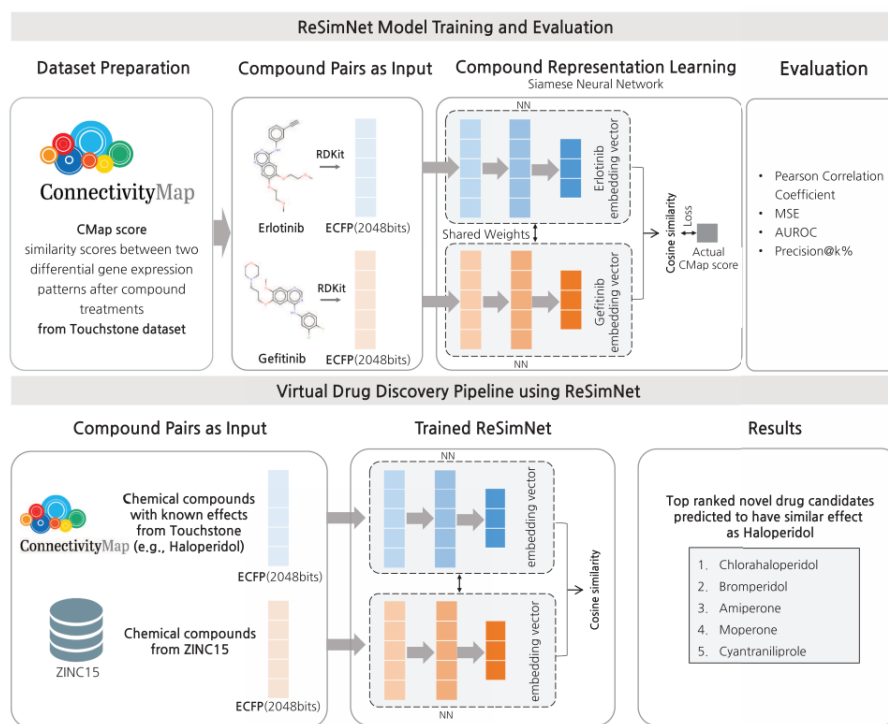 ReSimNet Model Training and Evaluation
Dataset Preparation
ConnectivityMap
CMap score
similarity scores between two
differential gene expression
patterns after compound
treatments
from Touchstone dataset
Compound Pairs as Input
RDKit
Erlotinib
ECFP(2048bits)
RDKit
Gefitinib
ECFP(2048bits)
Compound Representation Learning
Siamese Neural Network
NN
Erlotinib
embedding vector
Shared Weights
Gefitinib
embedding vector
NN
Cosine similarity
Loss
Actual
CMap score
Evaluation
• Pearson Correlation
Coefficient
• MSE
• AUROC
• Precision@k%
Virtual Drug Discovery Pipeline using ReSimNet
Compound Pairs as Input
ConnectivityMap
Chemical compounds
with known effects
from Touchstone
(e.g., Haloperidol)
ECFP(2048bits)
ZINC15
Chemical compounds
from ZINC15
ECFP(2048bits)
Trained ReSimNet
NN
embedding vector
embedding vector
NN
Cosine similarity
Results
Top ranked novel drug candidates
predicted to have similar effect
as Haloperidol
1. Chlorahaloperidol
2. Bromperidol
3. Amiperone
4. Moperone
5. Cyantraniliprole